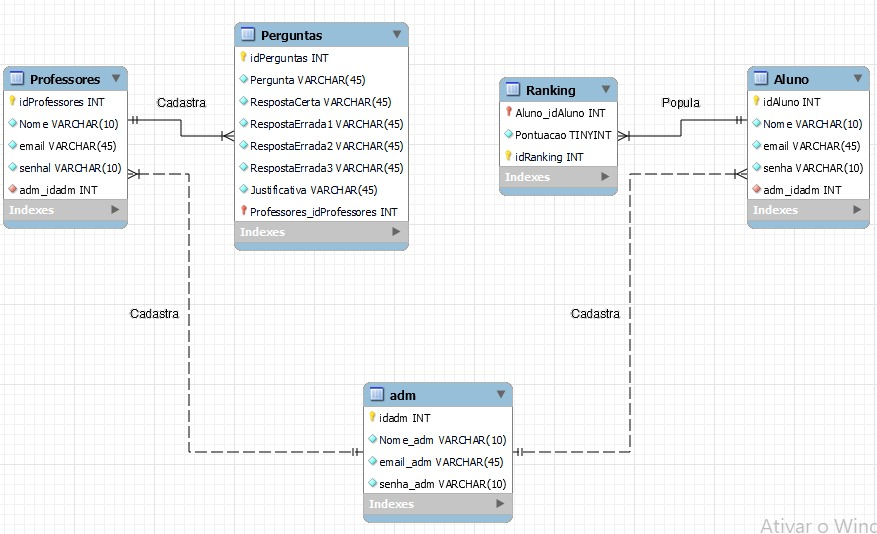 Professores
idProfessores INT
Nome VARCHAR(10)
email VARCHAR(45)
senhal VARCHAR(10)
adm_idadm INT
Indexes
Cadastra
Perguntas
idPerguntas INT
Pergunta VARCHAR(45)
RespostaCerta VARCHAR(45)
RespostaErrada1 VARCHAR(45)
RespostaErrada2 VARCHAR(45)
RespostaErrada3 VARCHAR(45)
Justificativa VARCHAR(45)
Professores_idProfessores INT
Indexes
Ranking
Aluno_idAluno INT
Pontuacao TINYINT
idRanking INT
Indexes
Popula
Aluno
idAluno INT
Nome VARCHAR(10)
email VARCHAR(45)
senha VARCHAR(10)
adm_idadm INT
Indexes
Cadastra
Cadastra
adm
idadm INT
Nome_adm VARCHAR(10)
email_adm VARCHAR(45)
senha_adm VARCHAR(10)
Indexes
Ativar o Wind